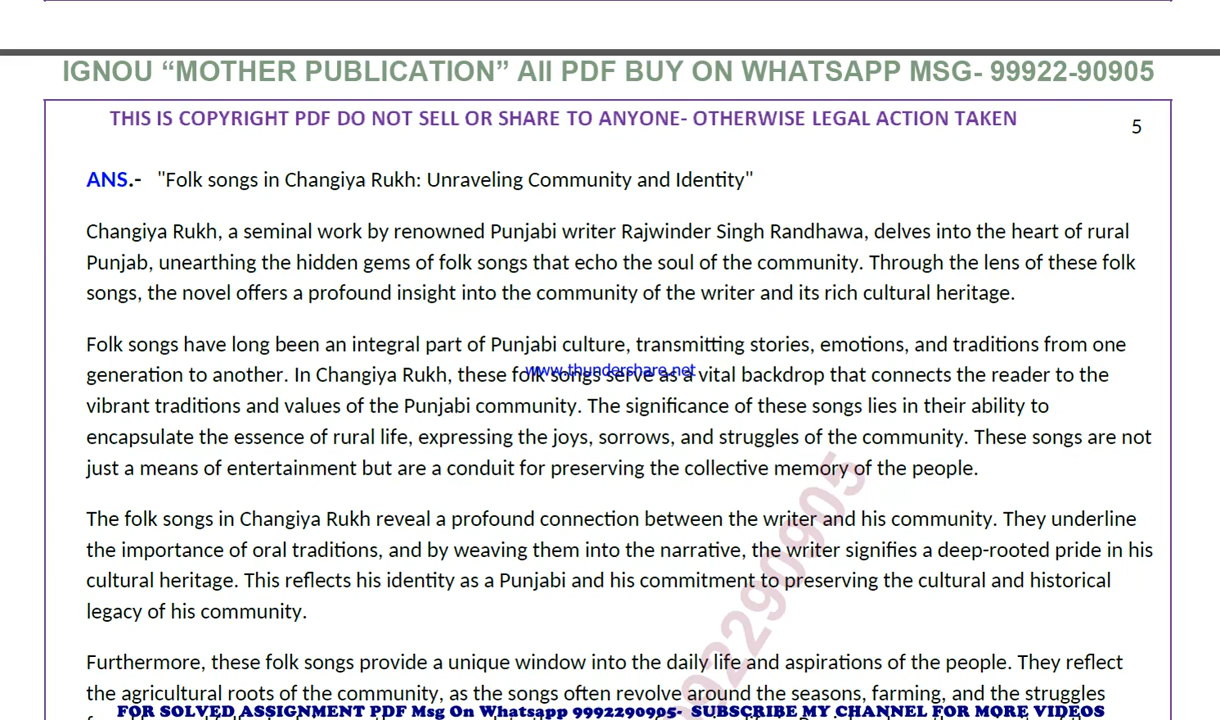 IGNOU “MOTHER PUBLICATION” All PDF BUY ON WHATSAPP MSG- 99922-90905
THIS IS COPYRIGHT PDF DO NOT SELL OR SHARE TO ANYONE- OTHERWISE LEGAL ACTION TAKEN
5
ANS.- "Folk songs in Changiya Rukh: Unraveling Community and Identity"
Changiya Rukh, a seminal work by renowned Punjabi writer Rajwinder Singh Randhawa, delves into the heart of rural
Punjab, unearthing the hidden gems of folk songs that echo the soul of the community. Through the lens of these folk
songs, the novel offers a profound insight into the community of the writer and its rich cultural heritage.
Folk songs have long been an integral part of Punjabi culture, transmitting stories, emotions, and traditions from one
generation to another. In Changiya Rukh, these folk songs serve as a vital backdrop that connects the reader to the
www.thundershare.net
vibrant traditions and values of the Punjabi community. The significance of these songs lies in their ability to
encapsulate the essence of rural life, expressing the joys, sorrows, and struggles of the community. These songs are not
just a means of entertainment but are a conduit for preserving the collective memory of the people.
The folk songs in Changiya Rukh reveal a profound connection between the writer and his community. They underline
the importance of oral traditions, and by weaving them into the narrative, the writer signifies a deep-rooted pride in his
cultural heritage. This reflects his identity as a Punjabi and his commitment to preserving the cultural and historical
legacy of his community.
Furthermore, these folk songs provide a unique window into the daily life and aspirations of the people. They reflect
the agricultural roots of the community, as the songs often revolve around the seasons, farming, and the struggles
FOR SOLVED ASSIGNMENT PDF Msg On Whatsapp 9992290905- SUBSCRIBE MY CHANNEL FOR MORE VIDEOS